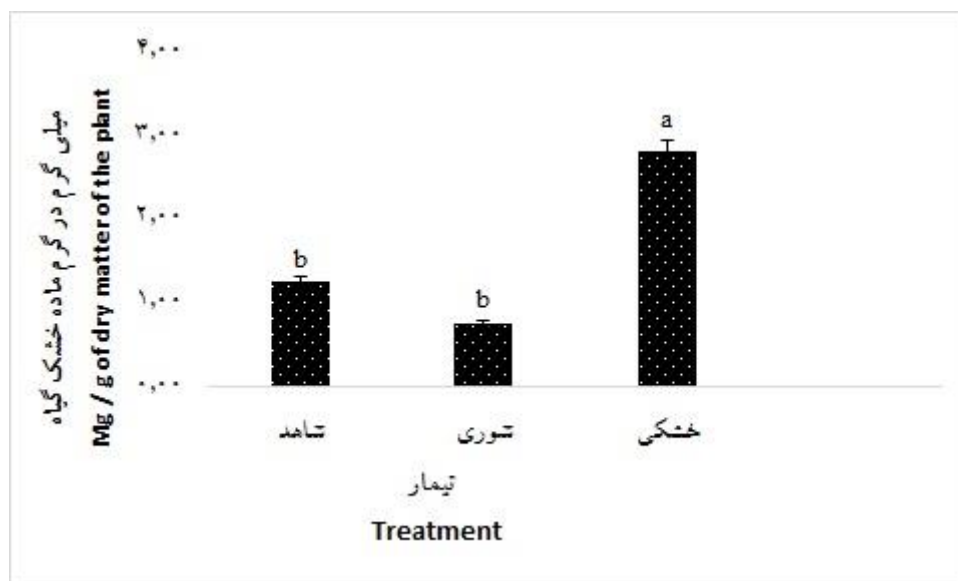 ۴,۰۰
۳,۰۰
۲,۰۰
۱,۰۰
۰,۰۰
میلی گرم در گرم ماده خشک گیاه
Mg / g of dry matter of the plant
b
b
a
شاهد
شوری
خشکی
تیمار
Treatment